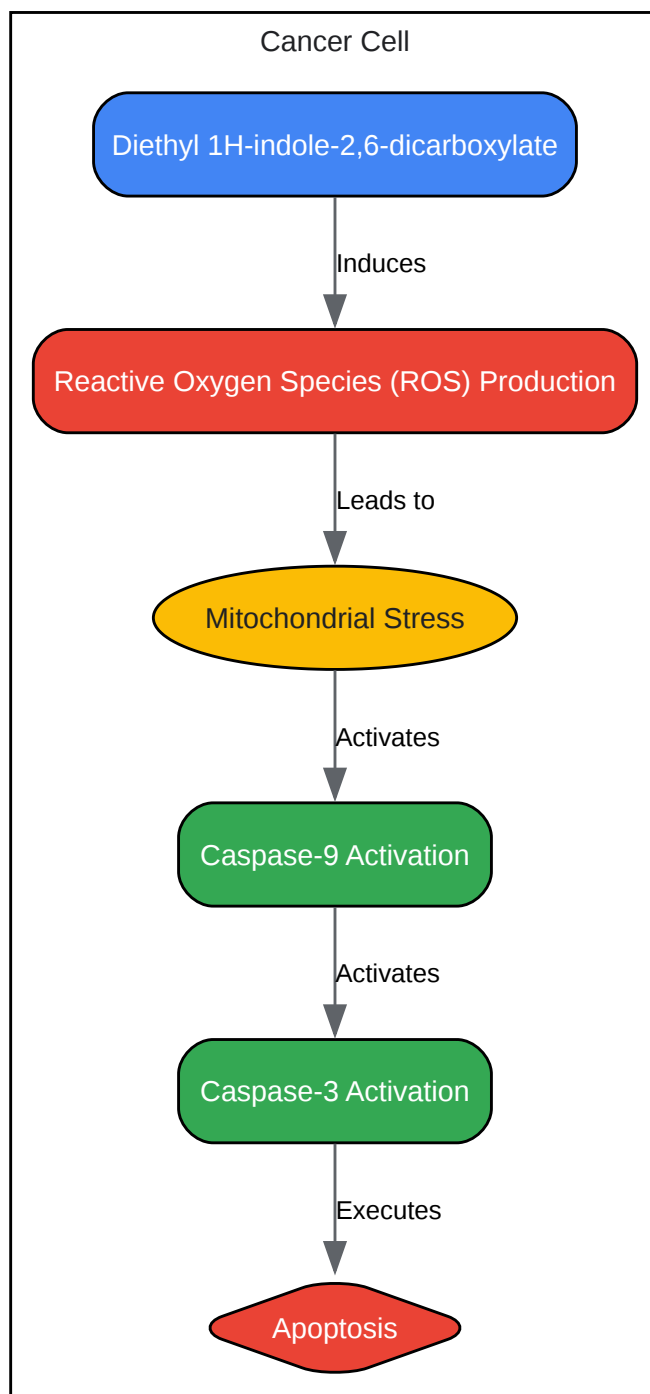 Cancer Cell
Diethyl 1H-indole-2,6-dicarboxylate
Induces
Reactive Oxygen Species (ROS) Production
Leads to
Mitochondrial Stress
Activates
Caspase-9 Activation
Activates
Caspase-3 Activation
Executes
Apoptosis